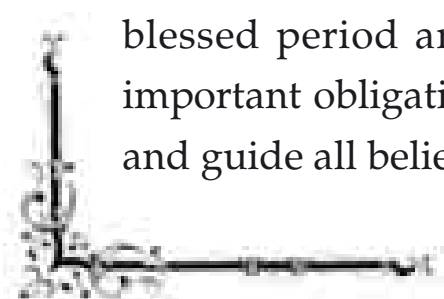 blessed period an
important obligati
and guide all belie